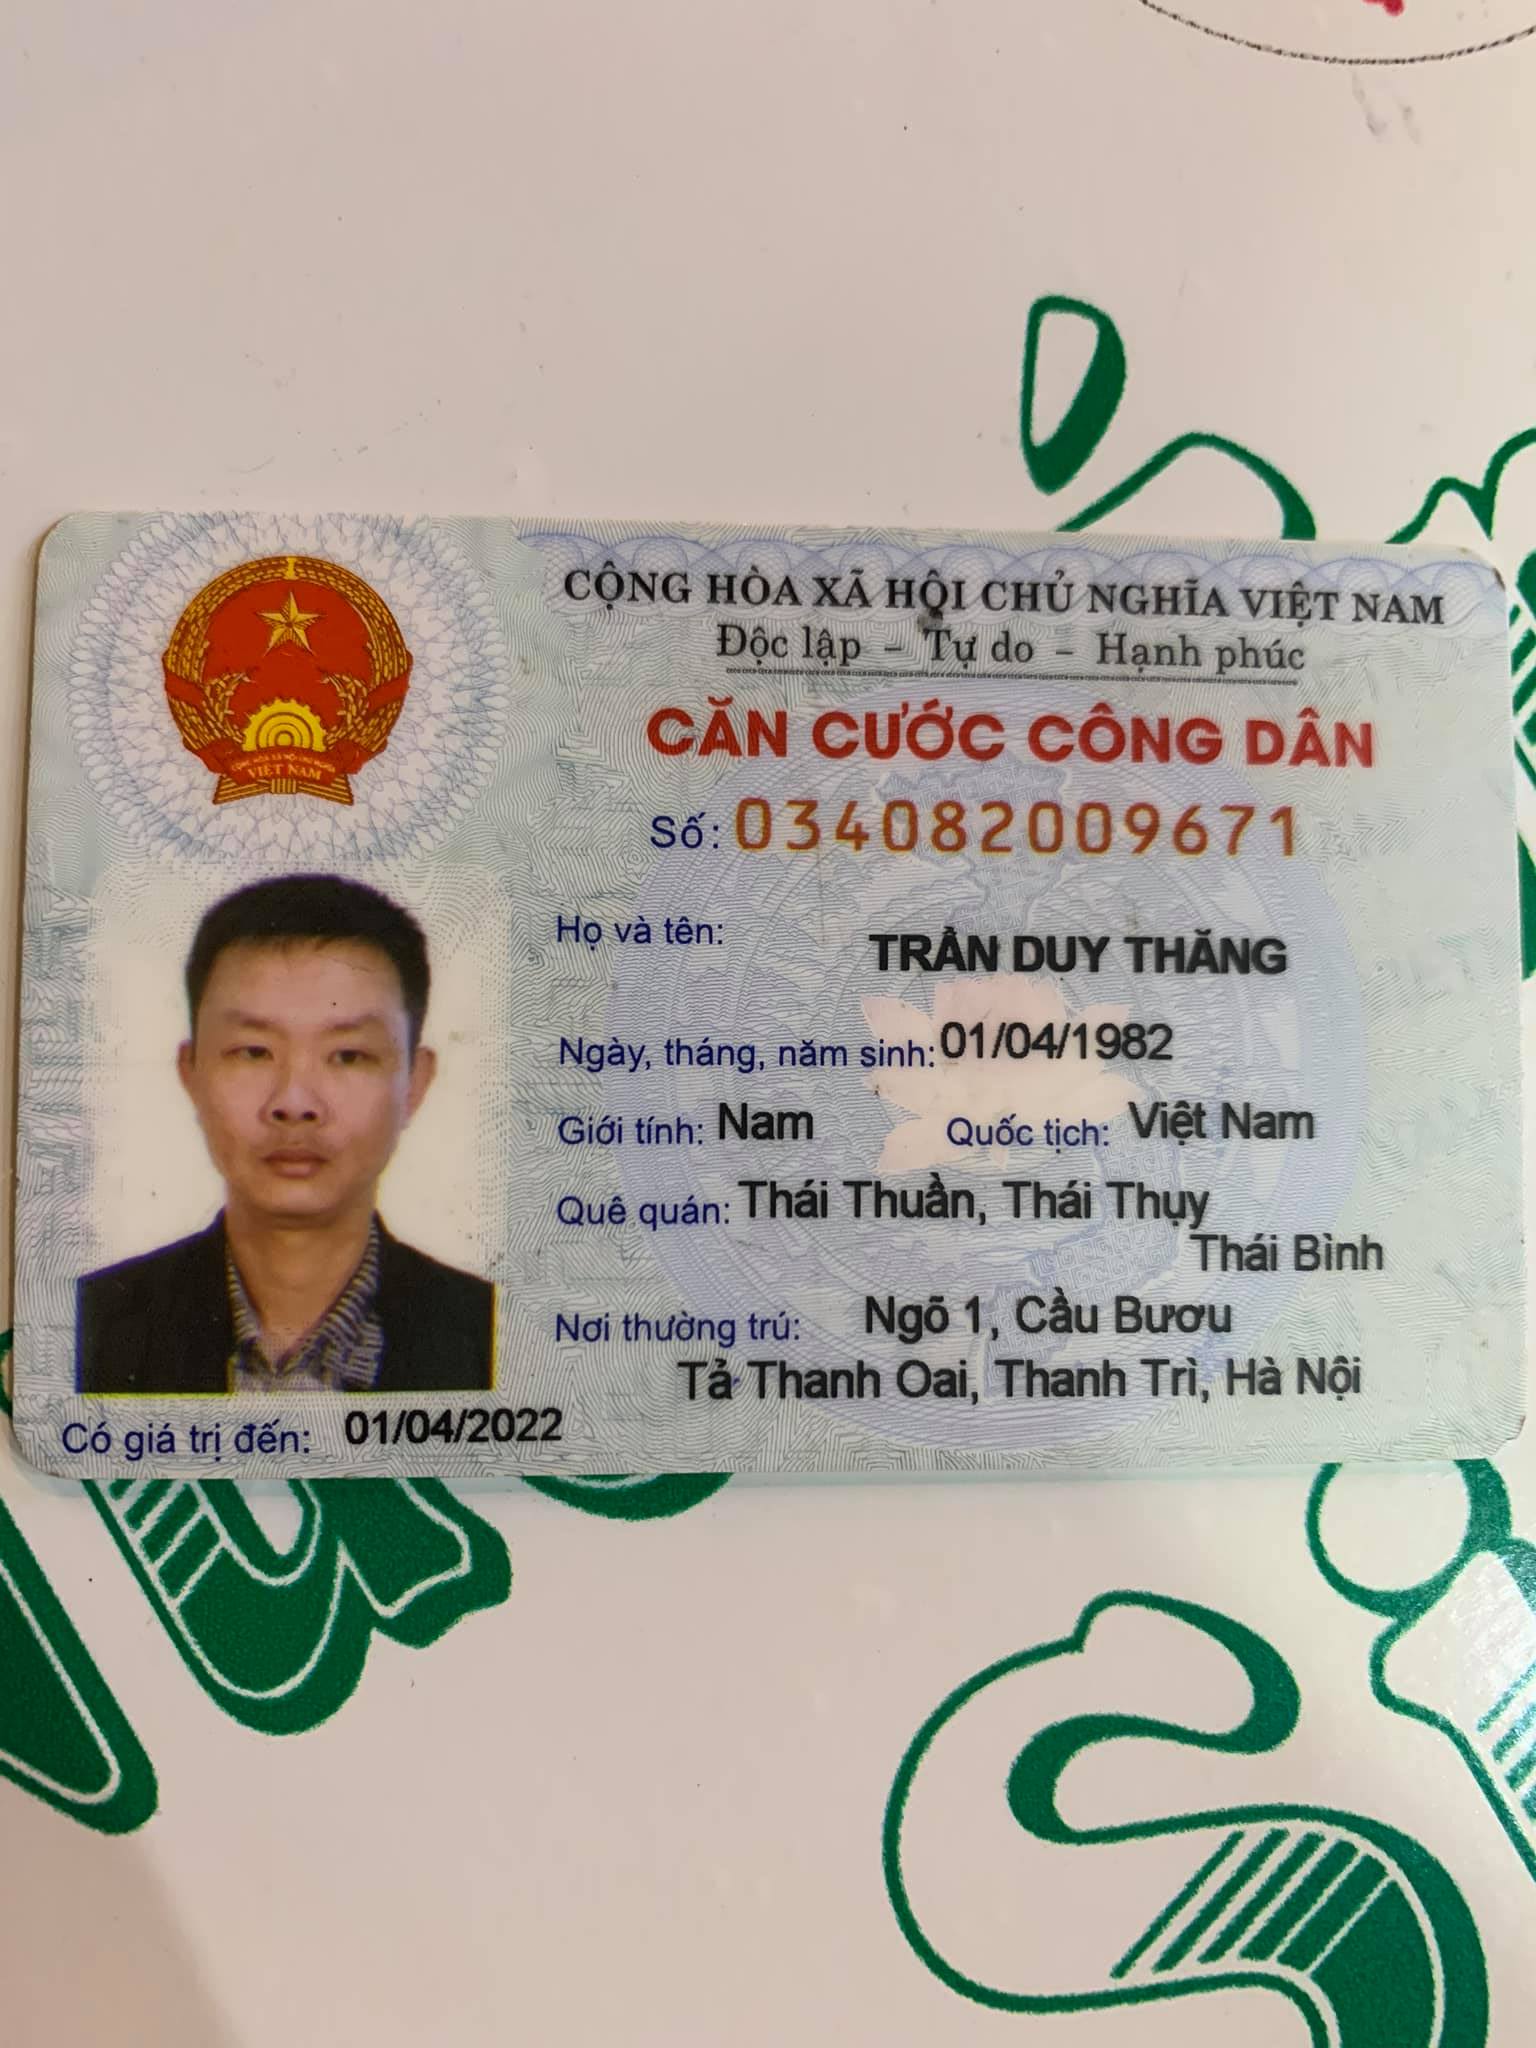 CỘNG HÒA XÃ HỘI CHỦ NGHĨA VIỆT NAM
Độc lập – Tự do – Hạnh phúc
CĂN CƯỚC CÔNG DÂN
Số: 034082009671
Họ và tên: TRẦN DUY THĂNG
Ngày, tháng, năm sinh: 01/04/1982
Giới tính: Nam Quốc tịch: Việt Nam
Quê quán: Thái Thuần, Thái Thụy
Thái Bình
Nơi thường trú: Ngõ 1, Cầu Bươu
Tả Thanh Oai, Thanh Trì, Hà Nội
Có giá trị đến: 01/04/2022
CỘNG HÒA XÃ HỘI CHỦ NGHĨA
VIỆT NAM